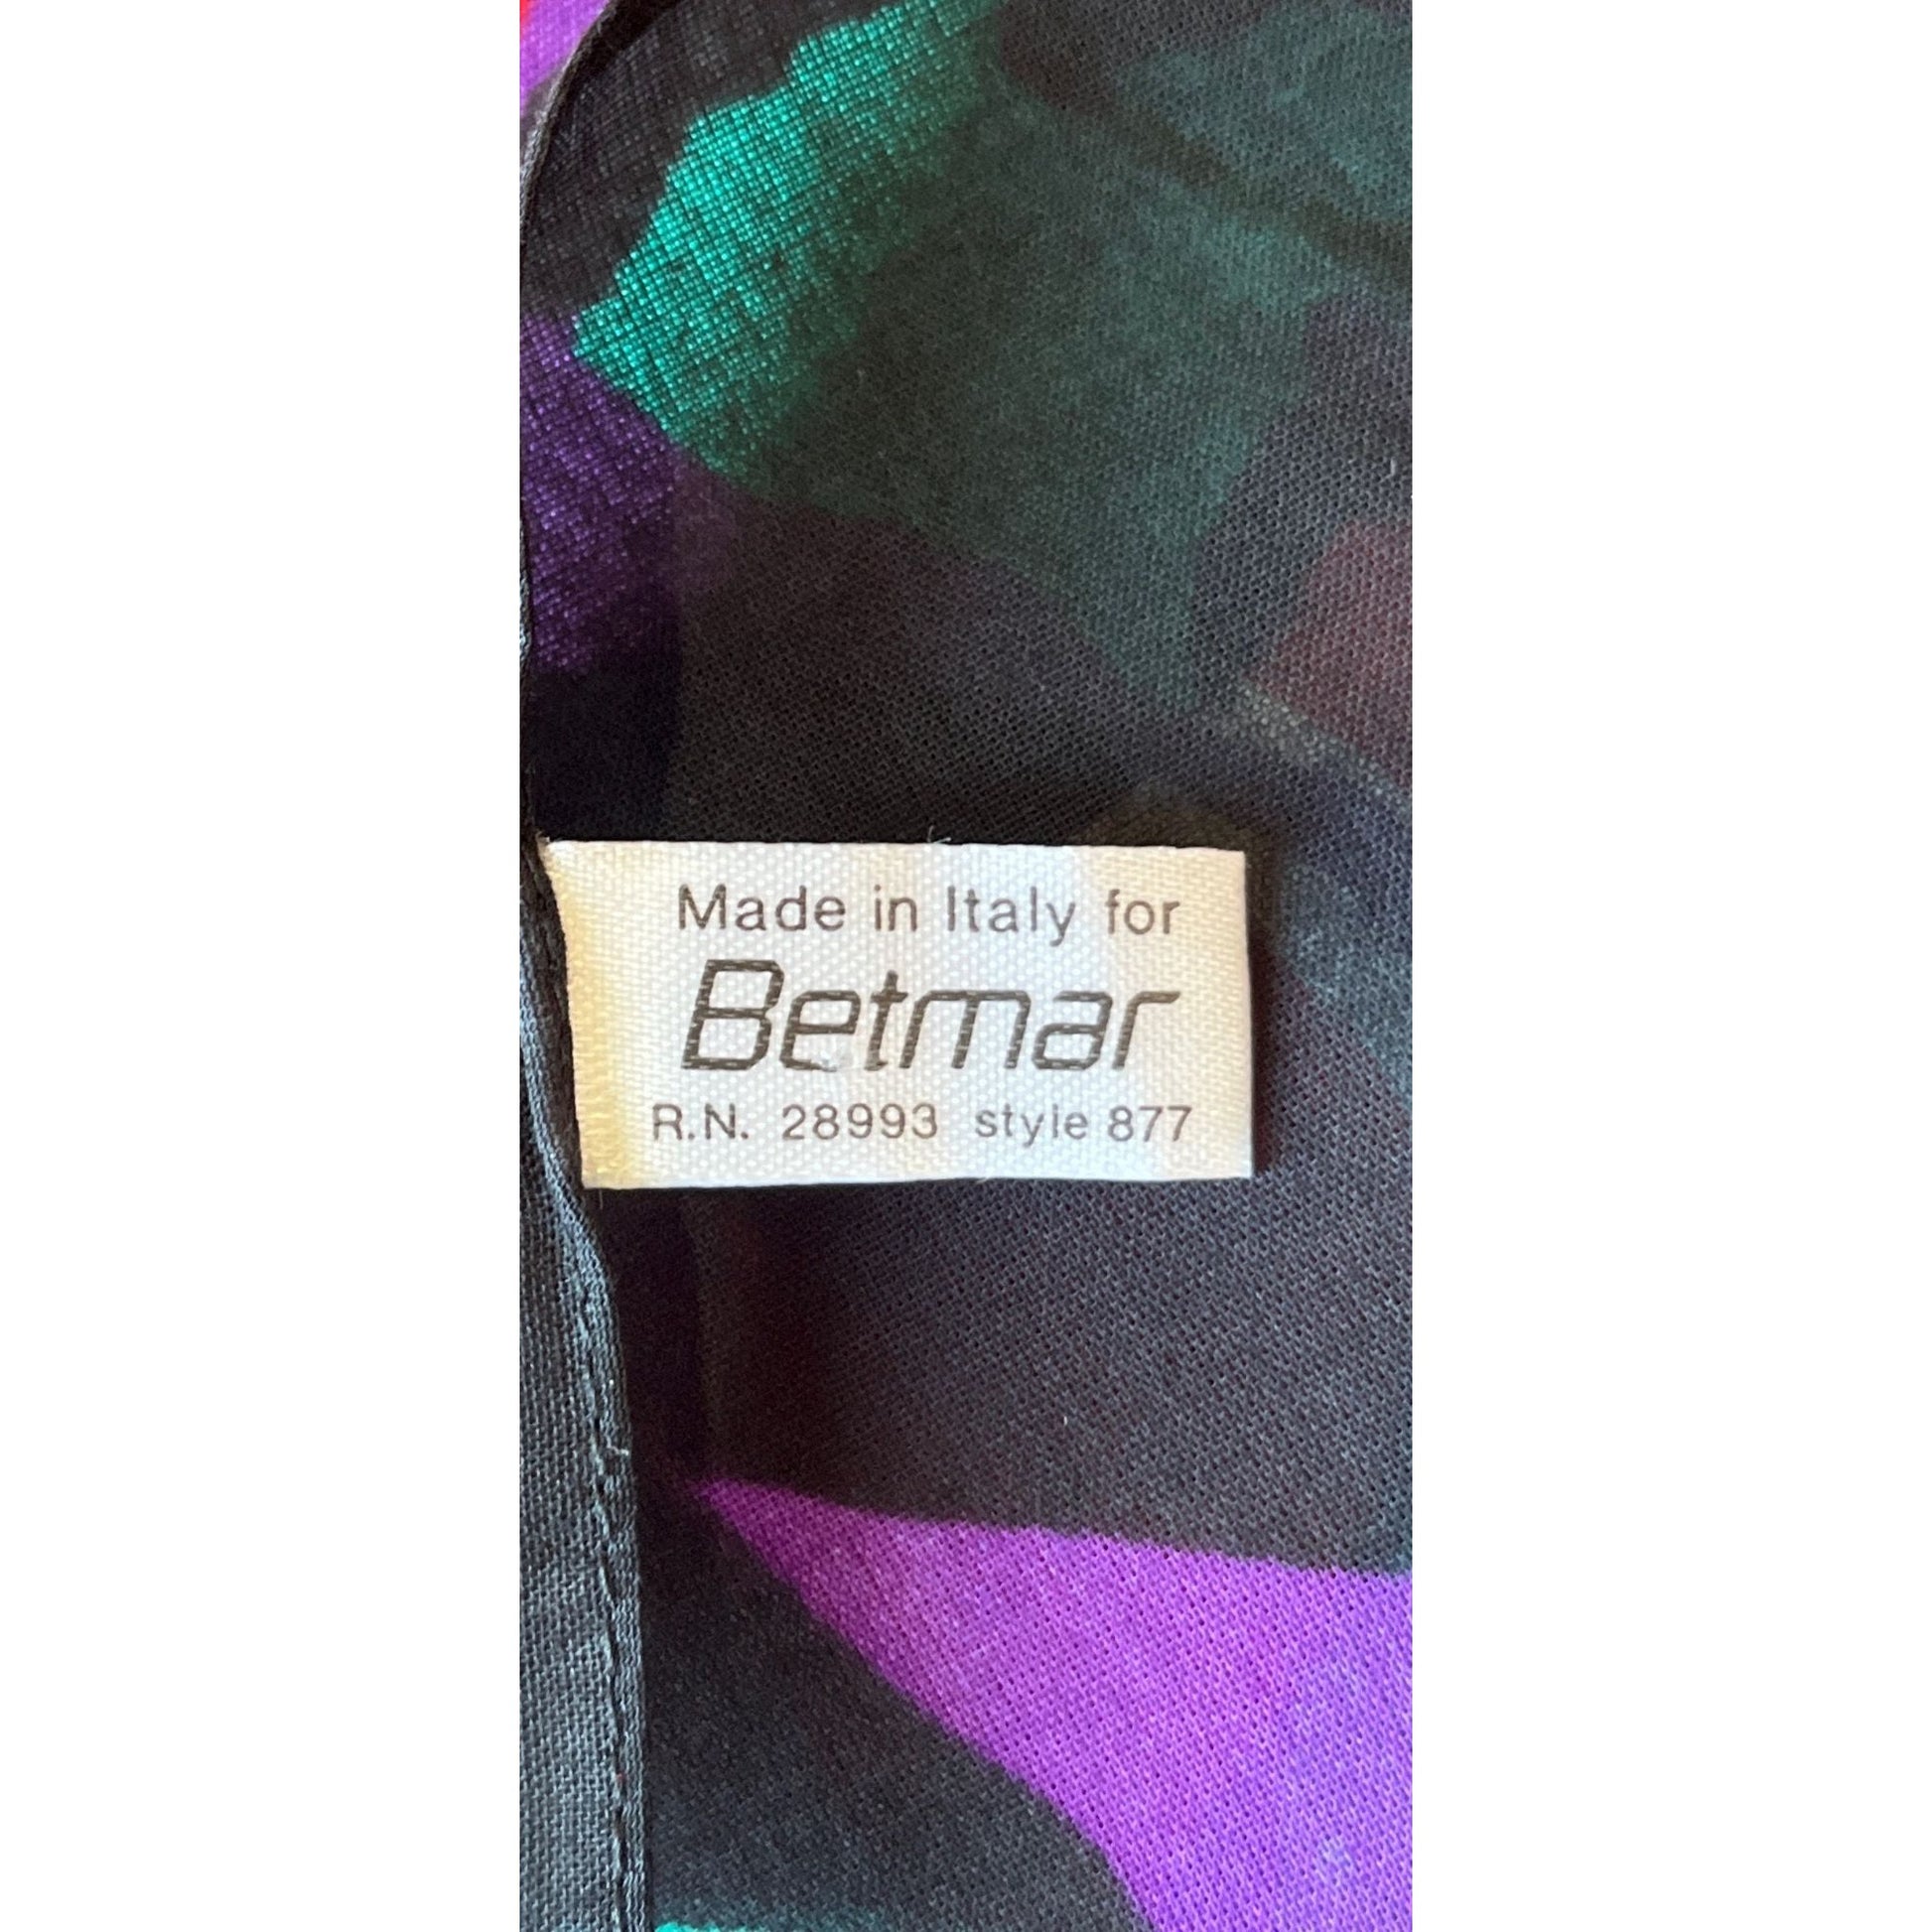 Made in Italy for
Betmar
R.N. 28993 style 877